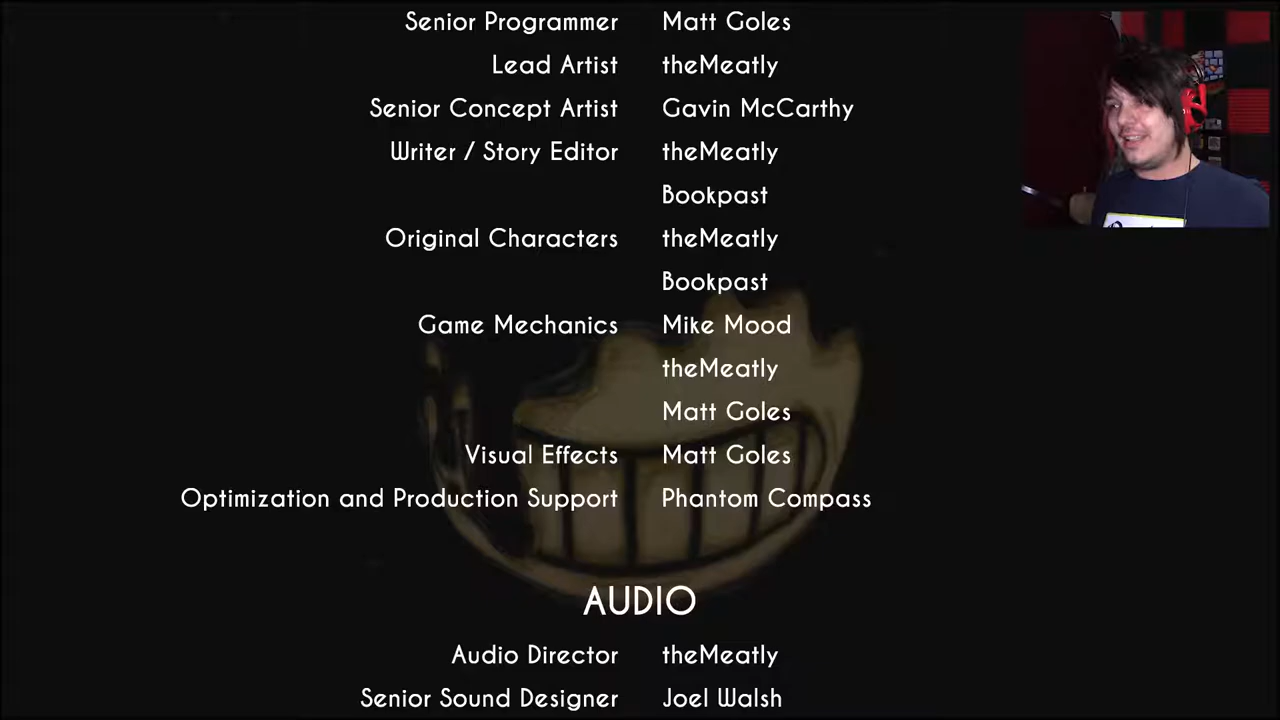 Senior Programmer Matt Goles
Lead Artist theMeatly
Senior Concept Artist Gavin McCarthy
Writer / Story Editor theMeatly
Bookpast
Original Characters theMeatly
Bookpast
Game Mechanics Mike Mood
theMeatly
Matt Goles
Visual Effects Matt Goles
Optimization and Production Support Phantom Compass
AUDIO
Audio Director theMeatly
Senior Sound Designer Joel Walsh